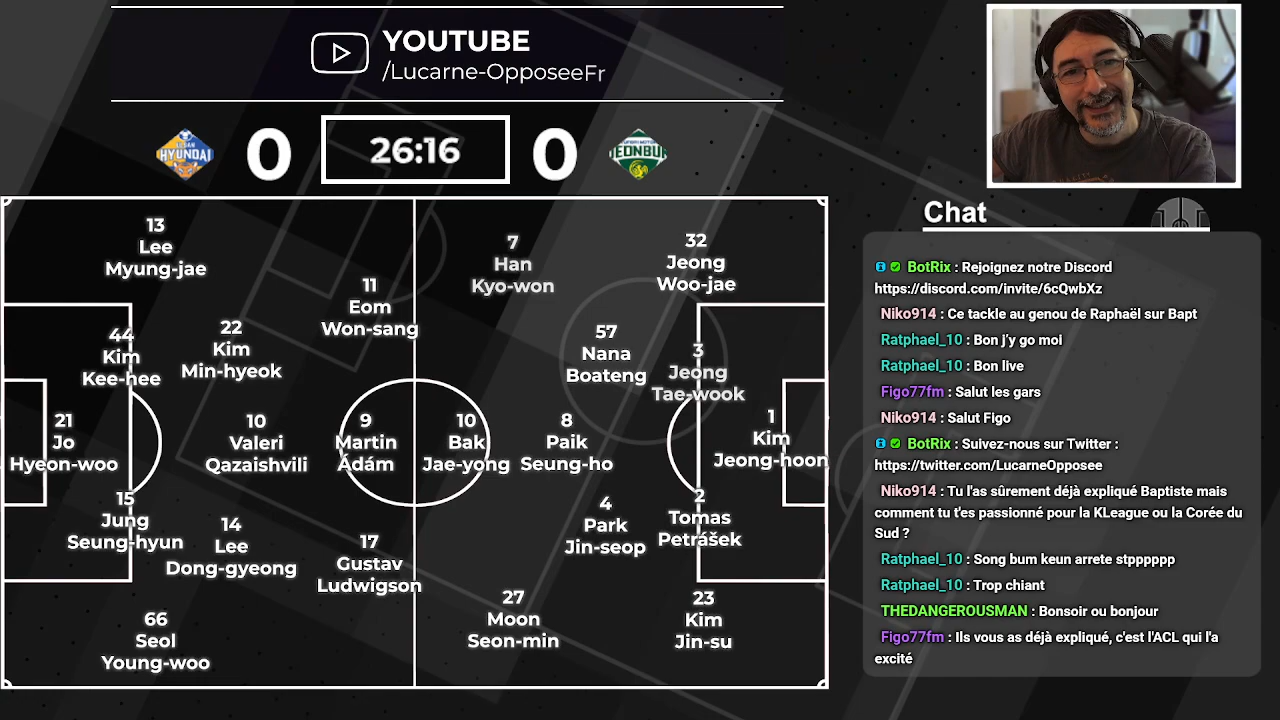 YOUTUBE
/Lucarne-OpposeeFr
HYUNDAI
0
26:16
0
Chat
BotRix : Rejoignez notre Discord
https://discord.com/invite/6cQwbXz
Niko914 : Ce tackle au genou de Raphaël sur Bapt
Ratphael_10 : Bon j'y go moi
Ratphael_10 : Bon live
Figo77fm : Salut les gars
Niko914 : Salut Figo
BotRix : Suivez-nous sur Twitter :
https://twitter.com/LucarneOpposee
Niko914 : Tu l'as sûrement déjà expliqué Baptiste mais
comment tu t'es passionné pour la KLeague ou la Corée du
Sud ?
Ratphael_10 : Song bum keun arrete stpppppp
Ratphael_10 : Trop chiant
THEDANGEROUSMAN : Bonsoir ou bonjour
Figo77fm : Ils vous as déjà expliqué, c'est l'ACL qui l'a
excité
13
Lee
Myung-jae
44
Kim
Kee-hee
21
Jo
Hyeon-woo
15
Jung
Seung-hyun
66
Seol
Young-woo
22
Kim
Min-hyeok
10
Valeri
Qazaishvili
14
Lee
Dong-gyeong
11
Eom
Won-sang
9
Martin
Ádám
17
Gustav
Ludwigson
7
Han
Kyo-won
10
Bak
Jae-yong
27
Moon
Seon-min
57
Nana
Boateng
8
Paik
Seung-ho
4
Park
Jin-seop
32
Jeong
Woo-jae
3
Jeong
Tae-wook
2
Tomas
Petrášek
23
Kim
Jin-su
1
Kim
Jeong-hoon